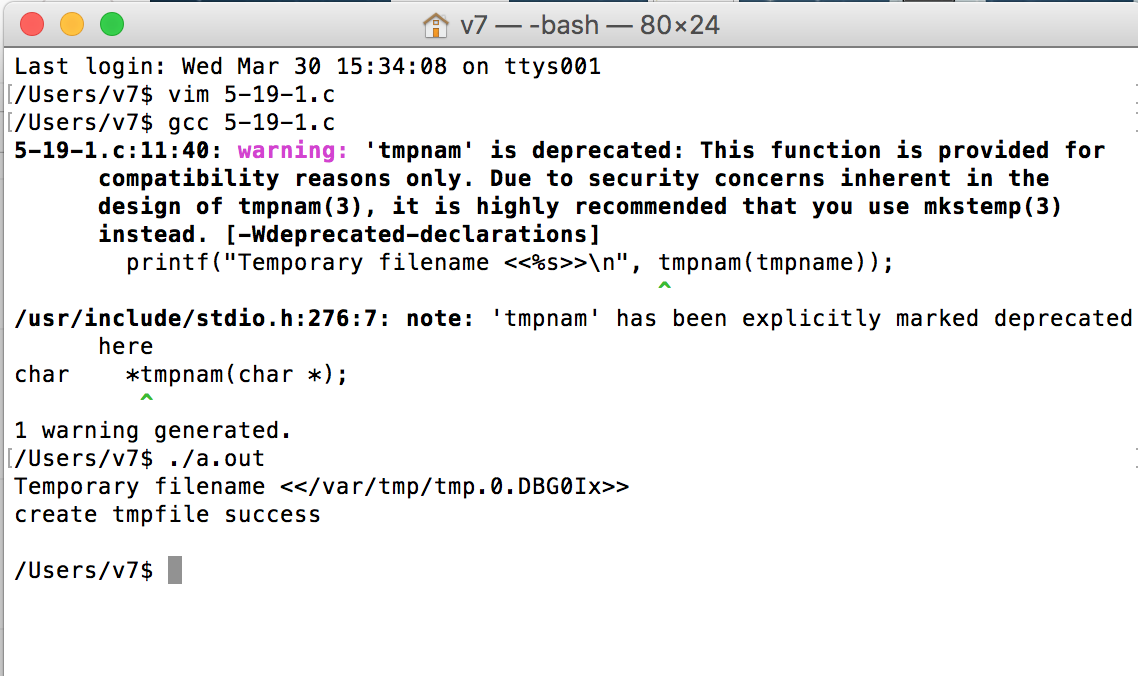 v7 — -bash — 80×24
Last login: Wed Mar 30 15:34:08 on ttys001
[/Users/v7$ vim 5-19-1.c
[/Users/v7$ gcc 5-19-1.c
5-19-1.c:11:40: warning: 'tmpnam' is deprecated: This function is provided for
      compatibility reasons only. Due to security concerns inherent in the
      design of tmpnam(3), it is highly recommended that you use mkstemp(3)
      instead. [-Wdeprecated-declarations]
        printf("Temporary filename <<%s>>\n", tmpnam(tmpname));
                                              ^
/usr/include/stdio.h:276:7: note: 'tmpnam' has been explicitly marked deprecated
      here
char    *tmpnam(char *);
         ^
1 warning generated.
[/Users/v7$ ./a.out
Temporary filename <</var/tmp/tmp.0.DBG0Ix>>
create tmpfile success
/Users/v7$